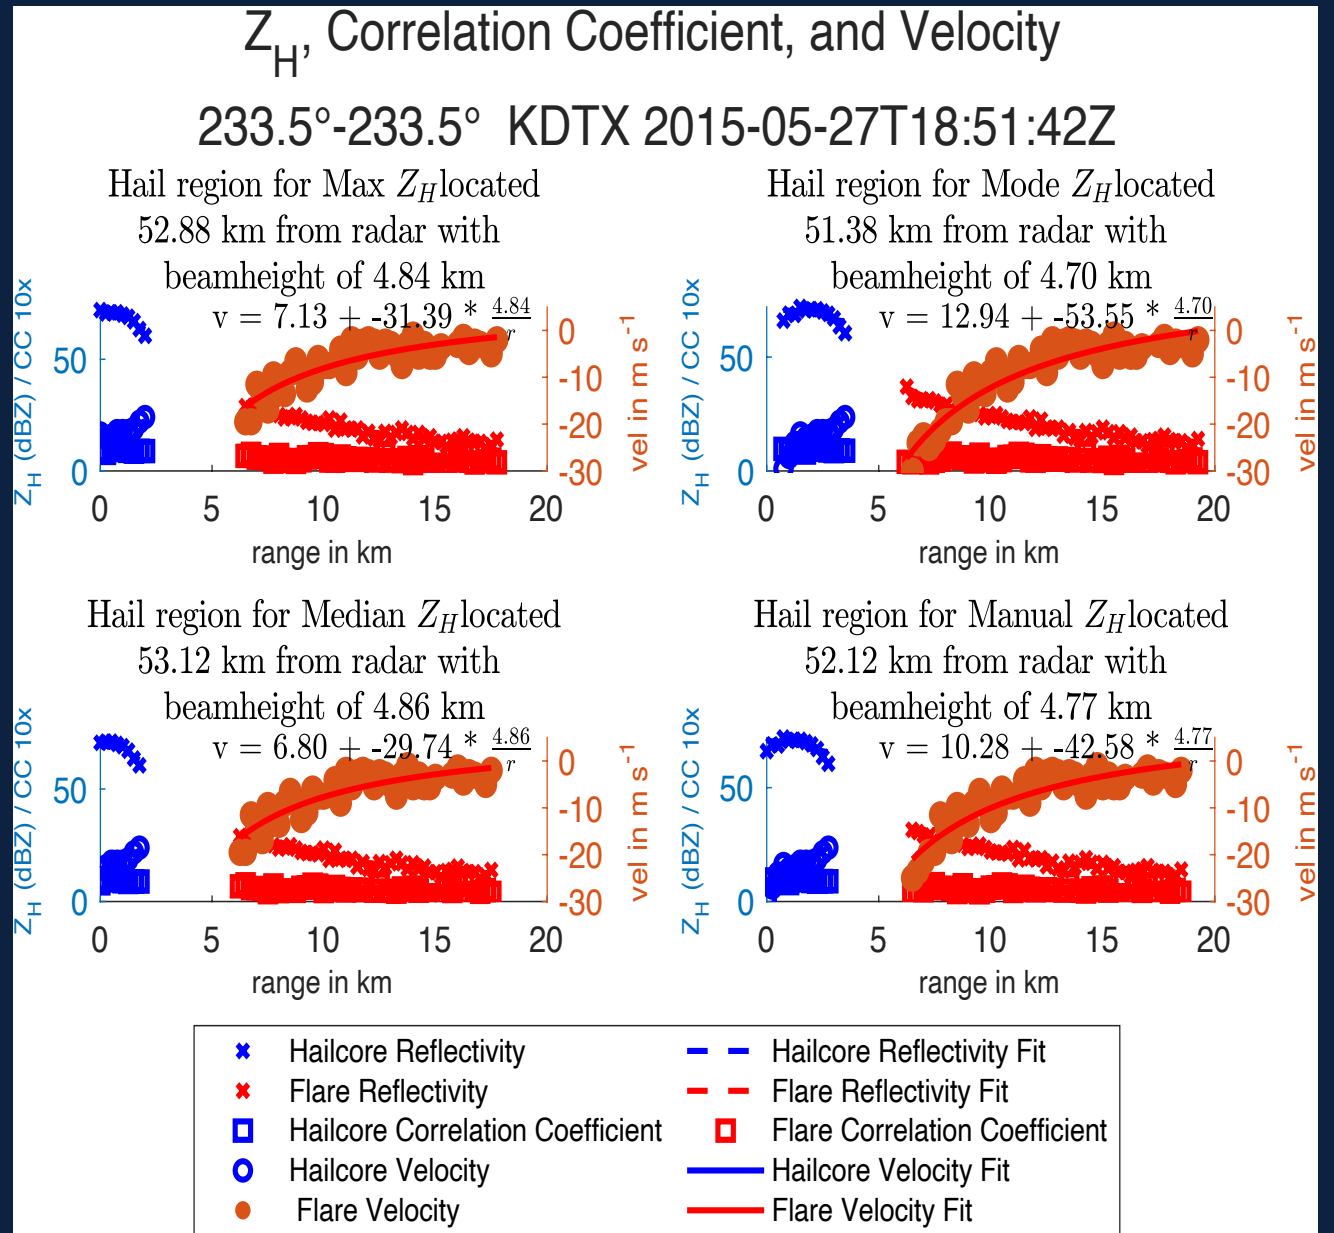 Z_H, Correlation Coefficient, and Velocity
233.5°-233.5° KDTX 2015-05-27T18:51:42Z
Hail region for Max Z_H located
52.88 km from radar with
beamheight of 4.84 km
v = 7.13 + -31.39 * 4.84/r
Z_H (dBZ) / CC 10x
50
0
0
-10
-20
-30
vel in m s^-1
0 5 10 15 20
range in km
Hail region for Mode Z_H located
51.38 km from radar with
beamheight of 4.70 km
v = 12.94 + -53.55 * 4.70/r
Z_H (dBZ) / CC 10x
50
0
0
-10
-20
-30
vel in m s^-1
0 5 10 15 20
range in km
Hail region for Median Z_H located
53.12 km from radar with
beamheight of 4.86 km
v = 6.80 + -29.74 * 4.86/r
Z_H (dBZ) / CC 10x
50
0
0
-10
-20
-30
vel in m s^-1
0 5 10 15 20
range in km
Hail region for Manual Z_H located
52.12 km from radar with
beamheight of 4.77 km
v = 10.28 + -42.58 * 4.77/r
Z_H (dBZ) / CC 10x
50
0
0
-10
-20
-30
vel in m s^-1
0 5 10 15 20
range in km
Hailcore Reflectivity
Flare Reflectivity
Hailcore Correlation Coefficient
Hailcore Velocity
Flare Velocity
Hailcore Reflectivity Fit
Flare Reflectivity Fit
Flare Correlation Coefficient
Hailcore Velocity Fit
Flare Velocity Fit